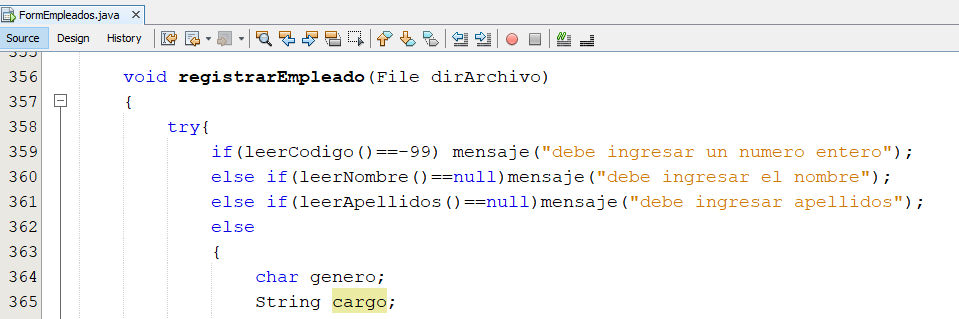 FormEmpleados.java
Source Design History
355
356 void registrarEmpleado(File dirArchivo)
357 {
358 try{
359 if(leerCodigo()==-99) mensaje("debe ingresar un numero entero");
360 else if(leerNombre()==null)mensaje("debe ingresar el nombre");
361 else if(leerApellidos()==null)mensaje("debe ingresar apellidos");
362 else
363 {
364 char genero;
365 String cargo;